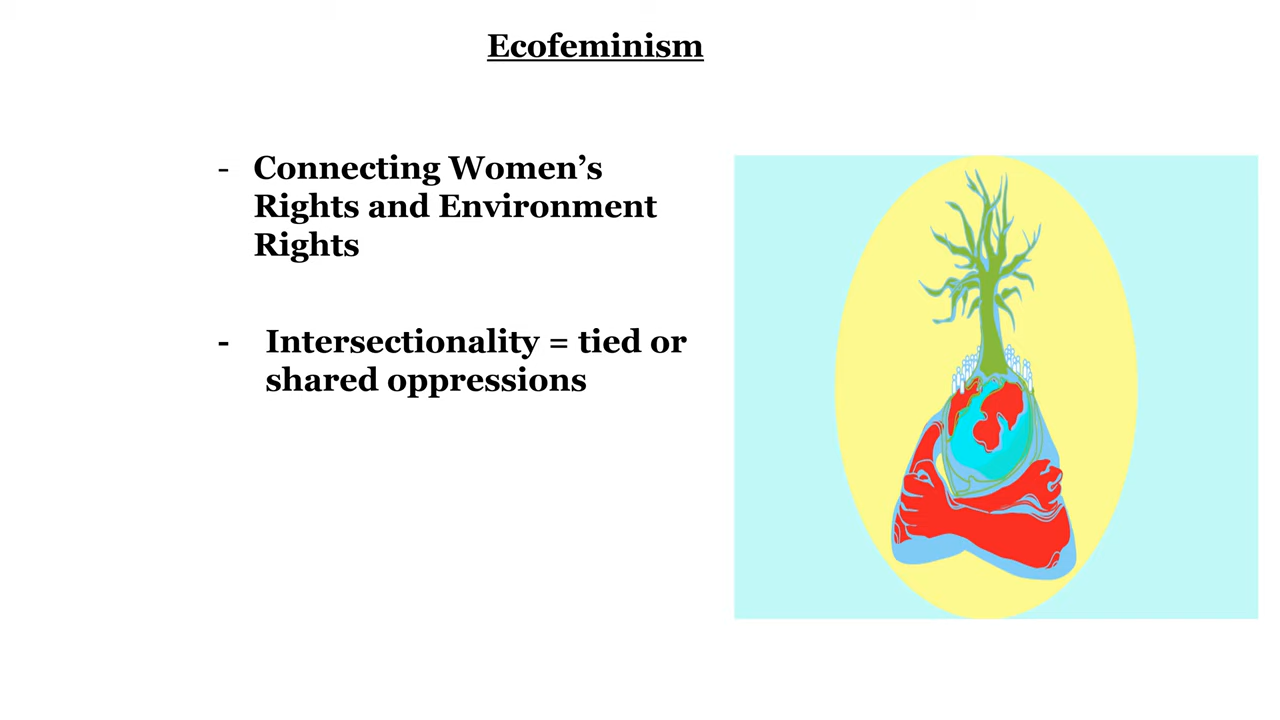 Ecofeminism
- Connecting Women’s
Rights and Environment
Rights
- Intersectionality = tied or
shared oppressions